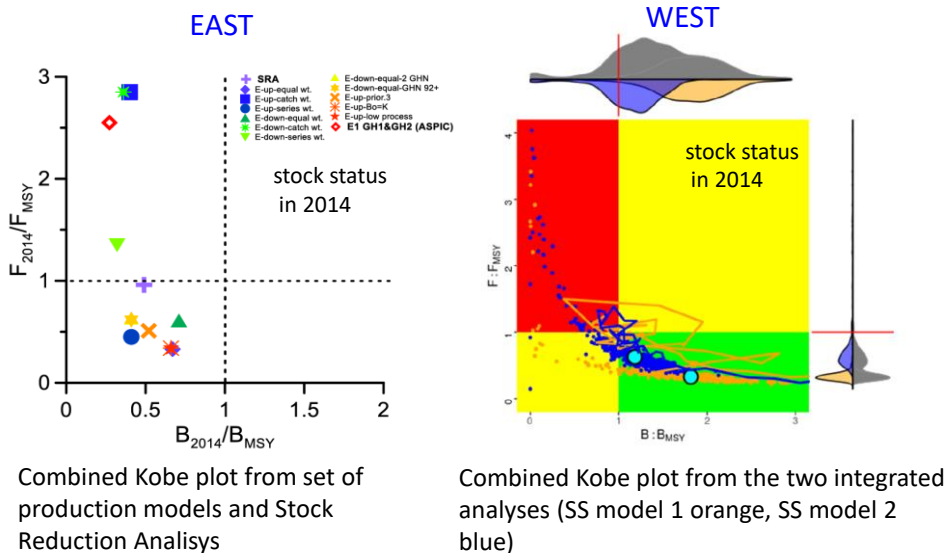 EAST
WEST
3
2
1
0
0
0.5
1
1.5
2
F2014/FMSY
B2014/BMSY
SRA
E-up-equal wt.
E-up-catch wt.
E-up-series wt.
E-down-equal wt.
E-down-catch wt.
E-down-series wt.
E-down-equal-2 GHN
E-down-equal-GHN 92+
E-up-prior.3
E-up-Bo=K
E-up-low process
E1 GH1&GH2 (ASPIC)
stock status
in 2014
stock status
in 2014
4
3
2
1
0
0
1
2
3
F:FMSY
B:BMSY
Combined Kobe plot from set of
production models and Stock
Reduction Analisys
Combined Kobe plot from the two integrated
analyses (SS model 1 orange, SS model 2
blue)